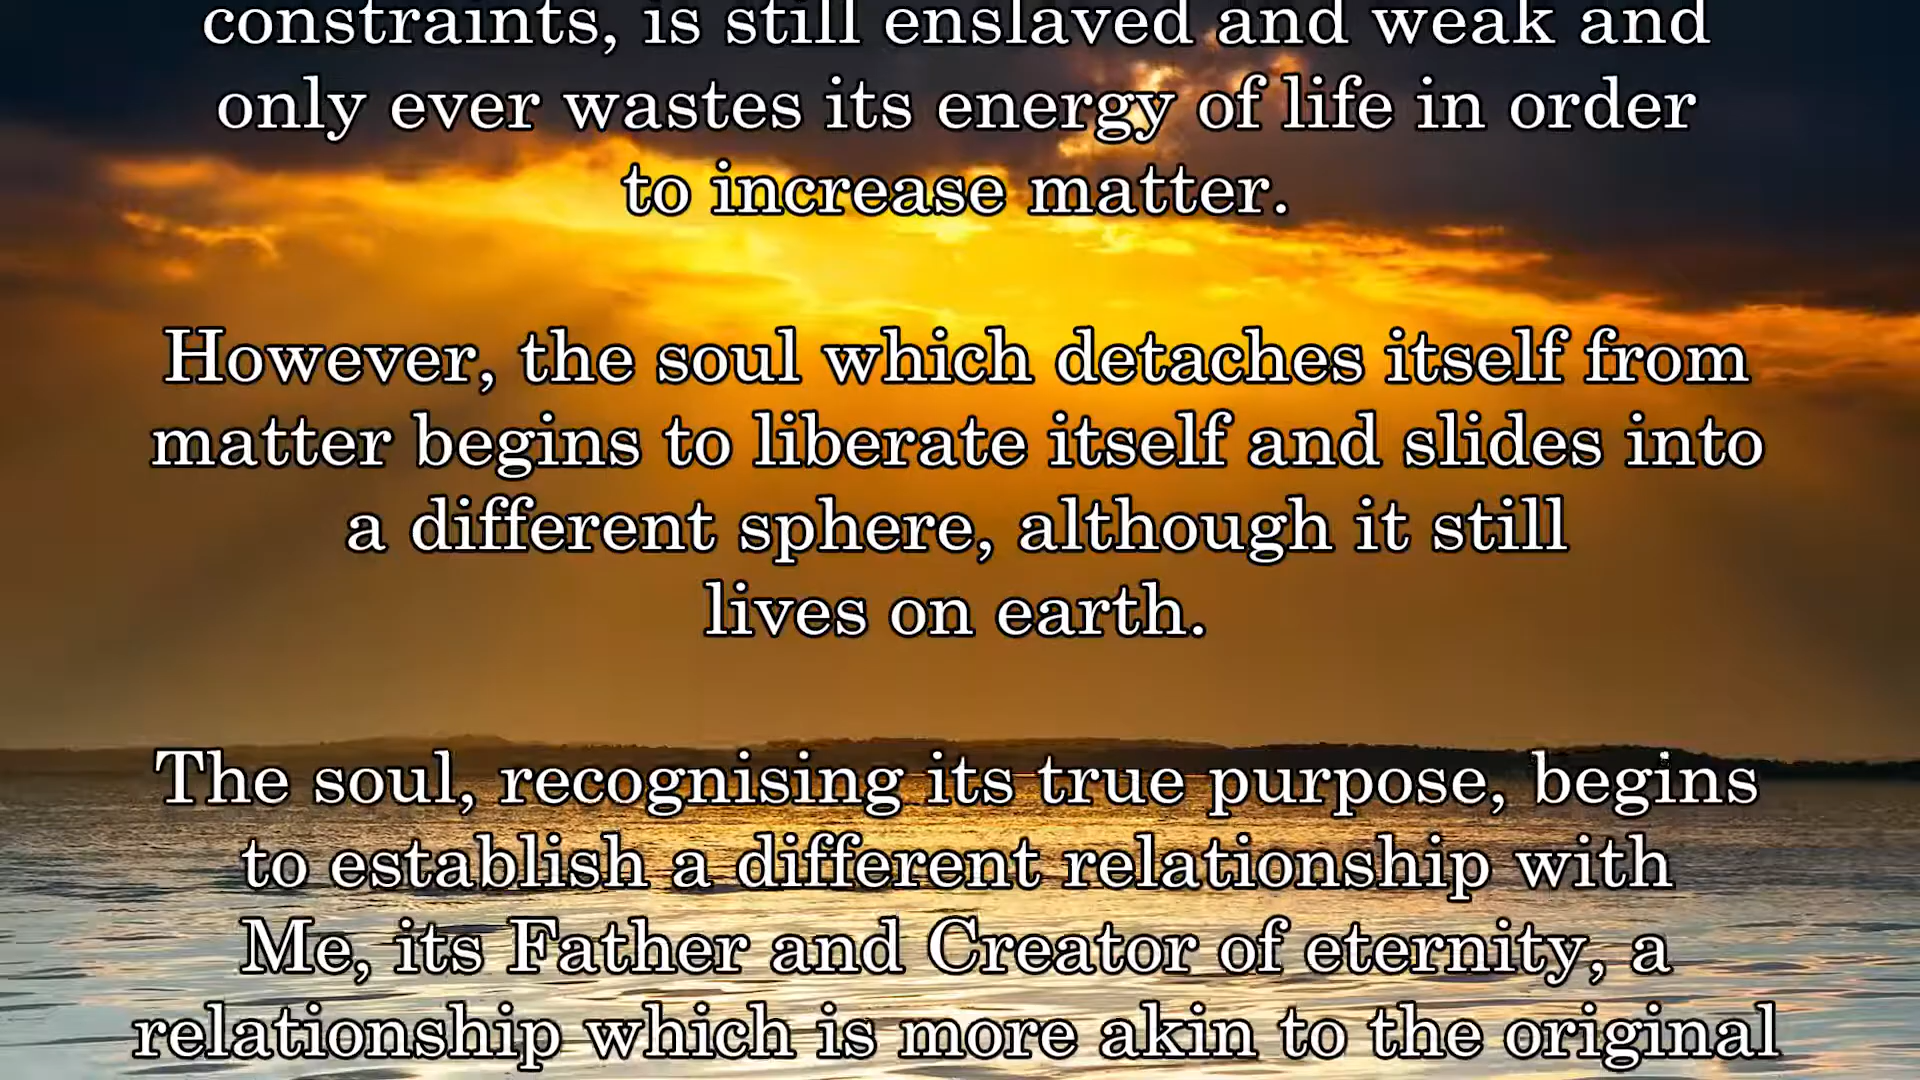 constraints, is still enslaved and weak and
only ever wastes its energy of life in order
to increase matter.
However, the soul which detaches itself from
matter begins to liberate itself and slides into
a different sphere, although it still
lives on earth.
The soul, recognising its true purpose, begins
to establish a different relationship with
Me, its Father and Creator of eternity, a
relationship which is more akin to the original